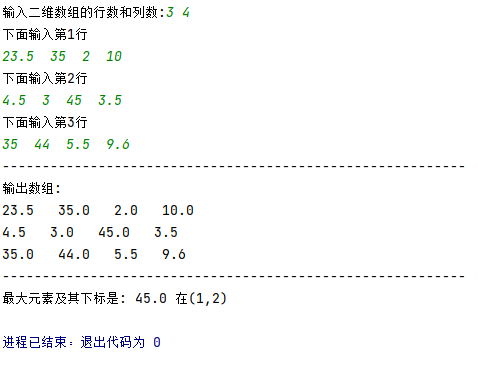 输入二维数组的行数和列数:3 4
下面输入第1行
23.5  35  2  10
下面输入第2行
4.5  3  45  3.5
下面输入第3行
35  44  5.5  9.6
----------------------------------------------------------
输出数组:
23.5   35.0   2.0   10.0
4.5   3.0   45.0   3.5
35.0   44.0   5.5   9.6
----------------------------------------------------------
最大元素及其下标是: 45.0 在(1,2)
进程已结束：退出代码为 0